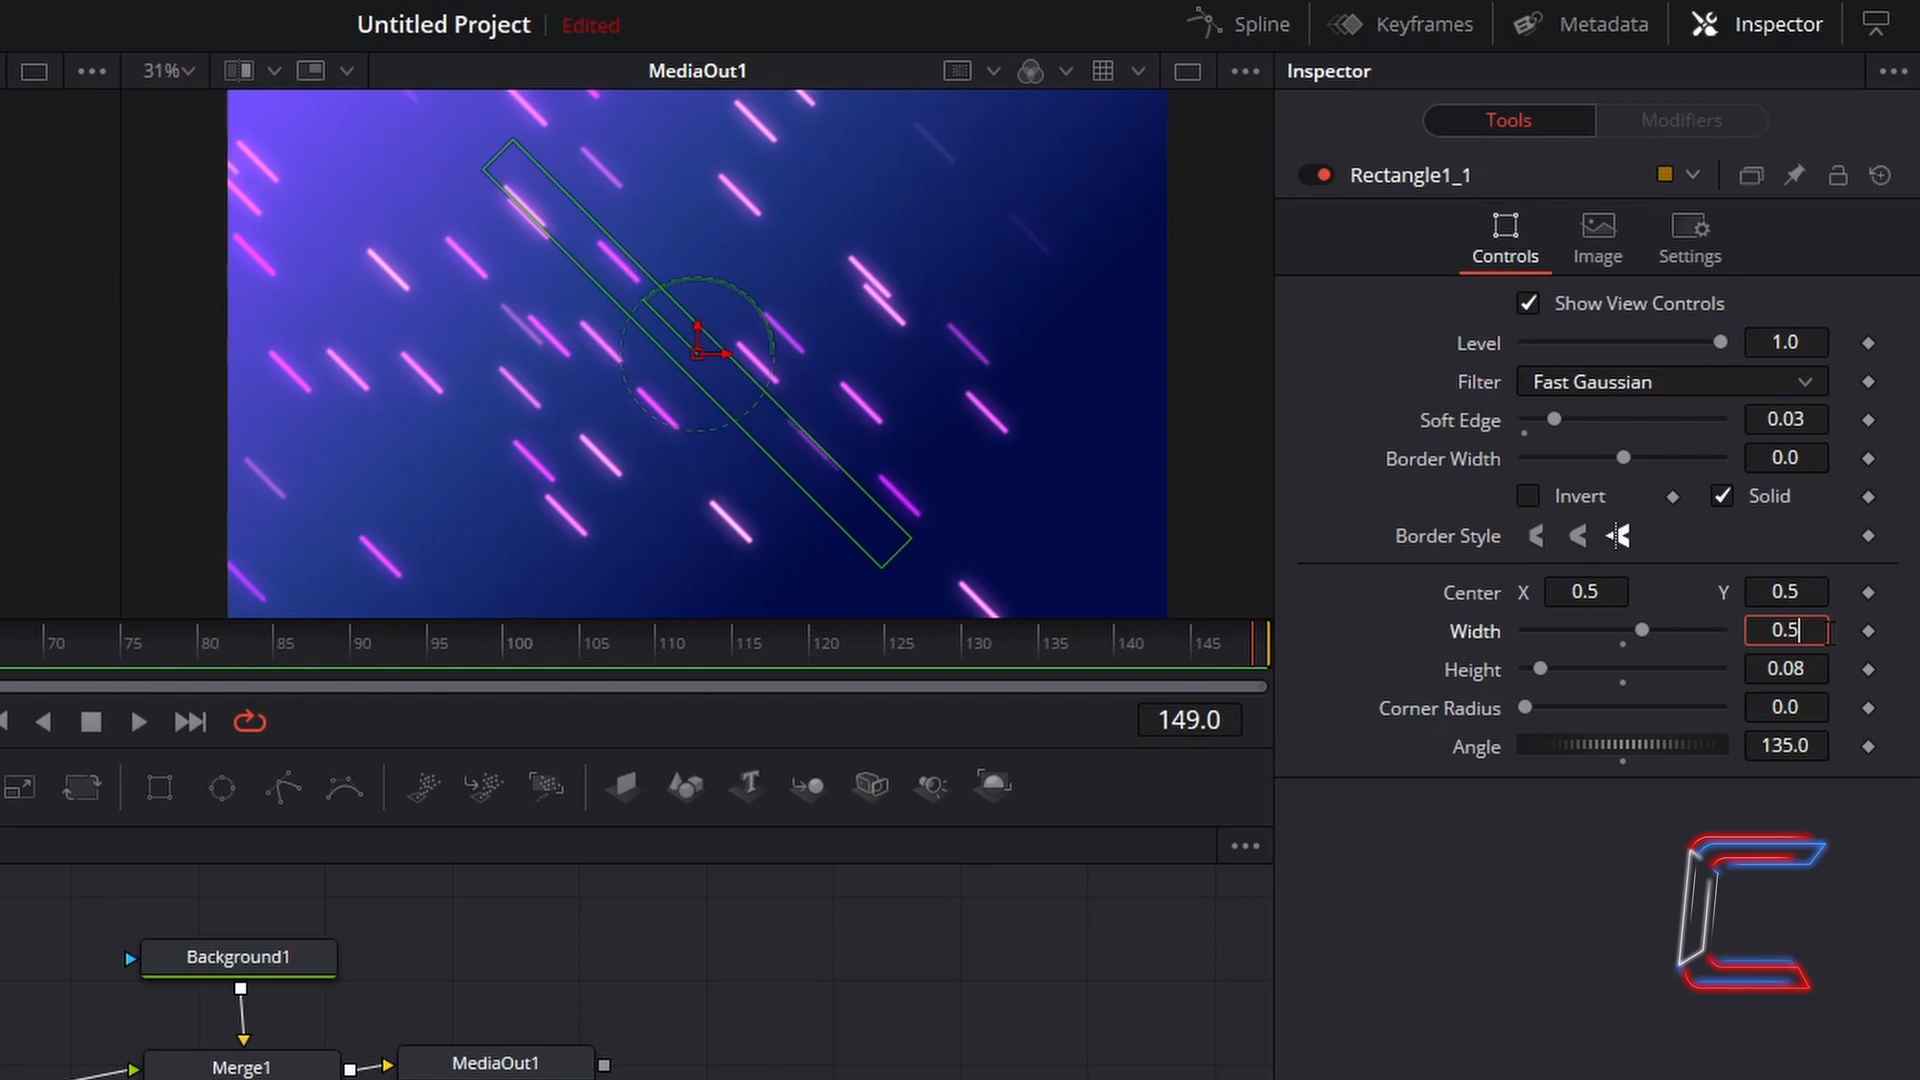 Untitled Project
Edited
Spline
Keyframes
Metadata
Inspector
31%
MediaOut1
Inspector
Tools
Modifiers
Rectangle1_1
Controls
Image
Settings
Show View Controls
Level 1.0
Filter Fast Gaussian
Soft Edge 0.03
Border Width 0.0
Invert
Solid
Border Style
Center X 0.5 Y 0.5
Width 0.5
Height 0.08
Corner Radius 0.0
Angle 135.0
70 75 80 85 90 95 100 105 110 115 120 125 130 135 140 145
149.0
T
Background1
Merge1
MediaOut1